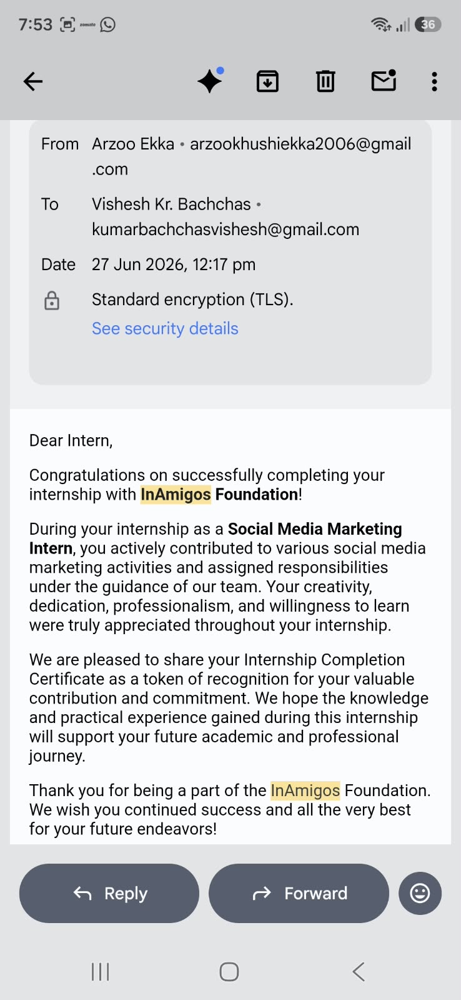 7:53 zomato 36
From Arzoo Ekka • arzookhushiekka2006@gmail
.com
To Vishesh Kr. Bachchas •
kumarbachchasvishesh@gmail.com
Date 27 Jun 2026, 12:17 pm
Standard encryption (TLS).
See security details
Dear Intern,
Congratulations on successfully completing your
internship with InAmigos Foundation!
During your internship as a Social Media Marketing
Intern, you actively contributed to various social media
marketing activities and assigned responsibilities
under the guidance of our team. Your creativity,
dedication, professionalism, and willingness to learn
were truly appreciated throughout your internship.
We are pleased to share your Internship Completion
Certificate as a token of recognition for your valuable
contribution and commitment. We hope the knowledge
and practical experience gained during this internship
will support your future academic and professional
journey.
Thank you for being a part of the InAmigos Foundation.
We wish you continued success and all the very best
for your future endeavors!
Reply Forward